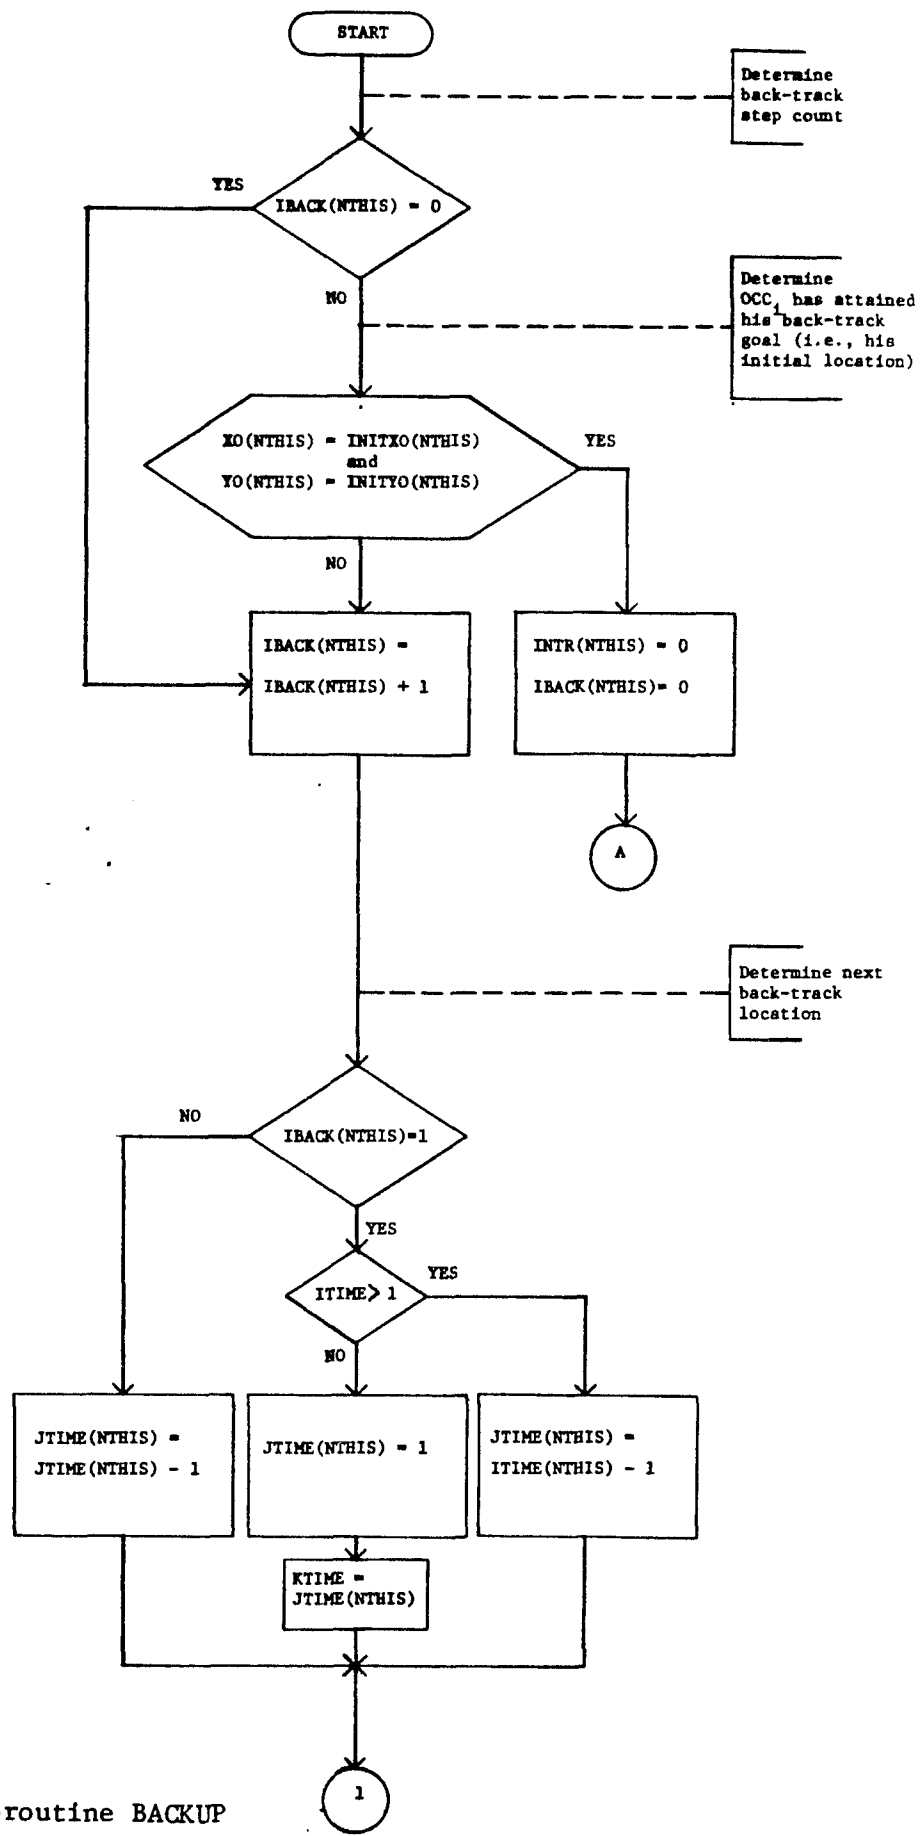 START
Determine
back-track
step count
YES
IBACK(NTHIS) = 0
NO
Determine
OCCi has attained
his back-track
goal (i.e., his
initial location)
XO(NTHIS) = INITXO(NTHIS)
and
YO(NTHIS) = INITYO(NTHIS)
YES
NO
IBACK(NTHIS) =
IBACK(NTHIS) + 1
INTR(NTHIS) = 0
IBACK(NTHIS)= 0
A
Determine next
back-track
location
NO
IBACK(NTHIS)=1
YES
ITIME> 1
YES
NO
JTIME(NTHIS) =
JTIME(NTHIS) - 1
JTIME(NTHIS) = 1
JTIME(NTHIS) =
ITIME(NTHIS) - 1
KTIME =
JTIME(NTHIS)
1
routine BACKUP